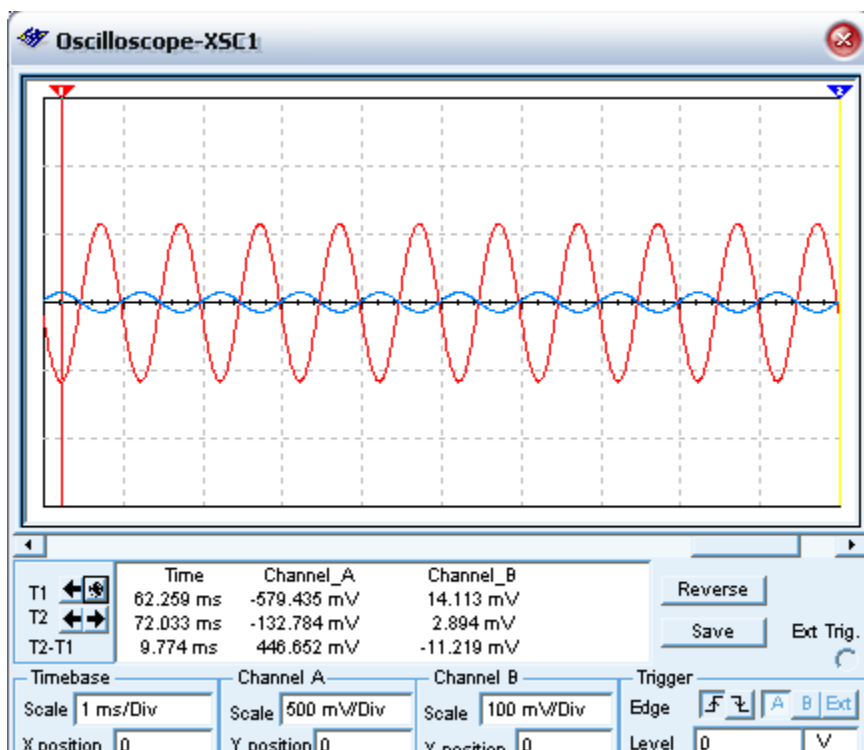 Oscilloscope-XSC1
1
2
Time Channel_A Channel_B
T1 62.259 ms -579.435 mV 14.113 mV
T2 72.033 ms -132.784 mV 2.894 mV
T2-T1 9.774 ms 446.652 mV -11.219 mV
Reverse
Save
Ext Trig.
Timebase
Scale 1 ms/Div
X position 0
Channel A
Scale 500 mV/Div
Y position 0
Channel B
Scale 100 mV/Div
Y position 0
Trigger
Edge A B Ext
Level 0 V